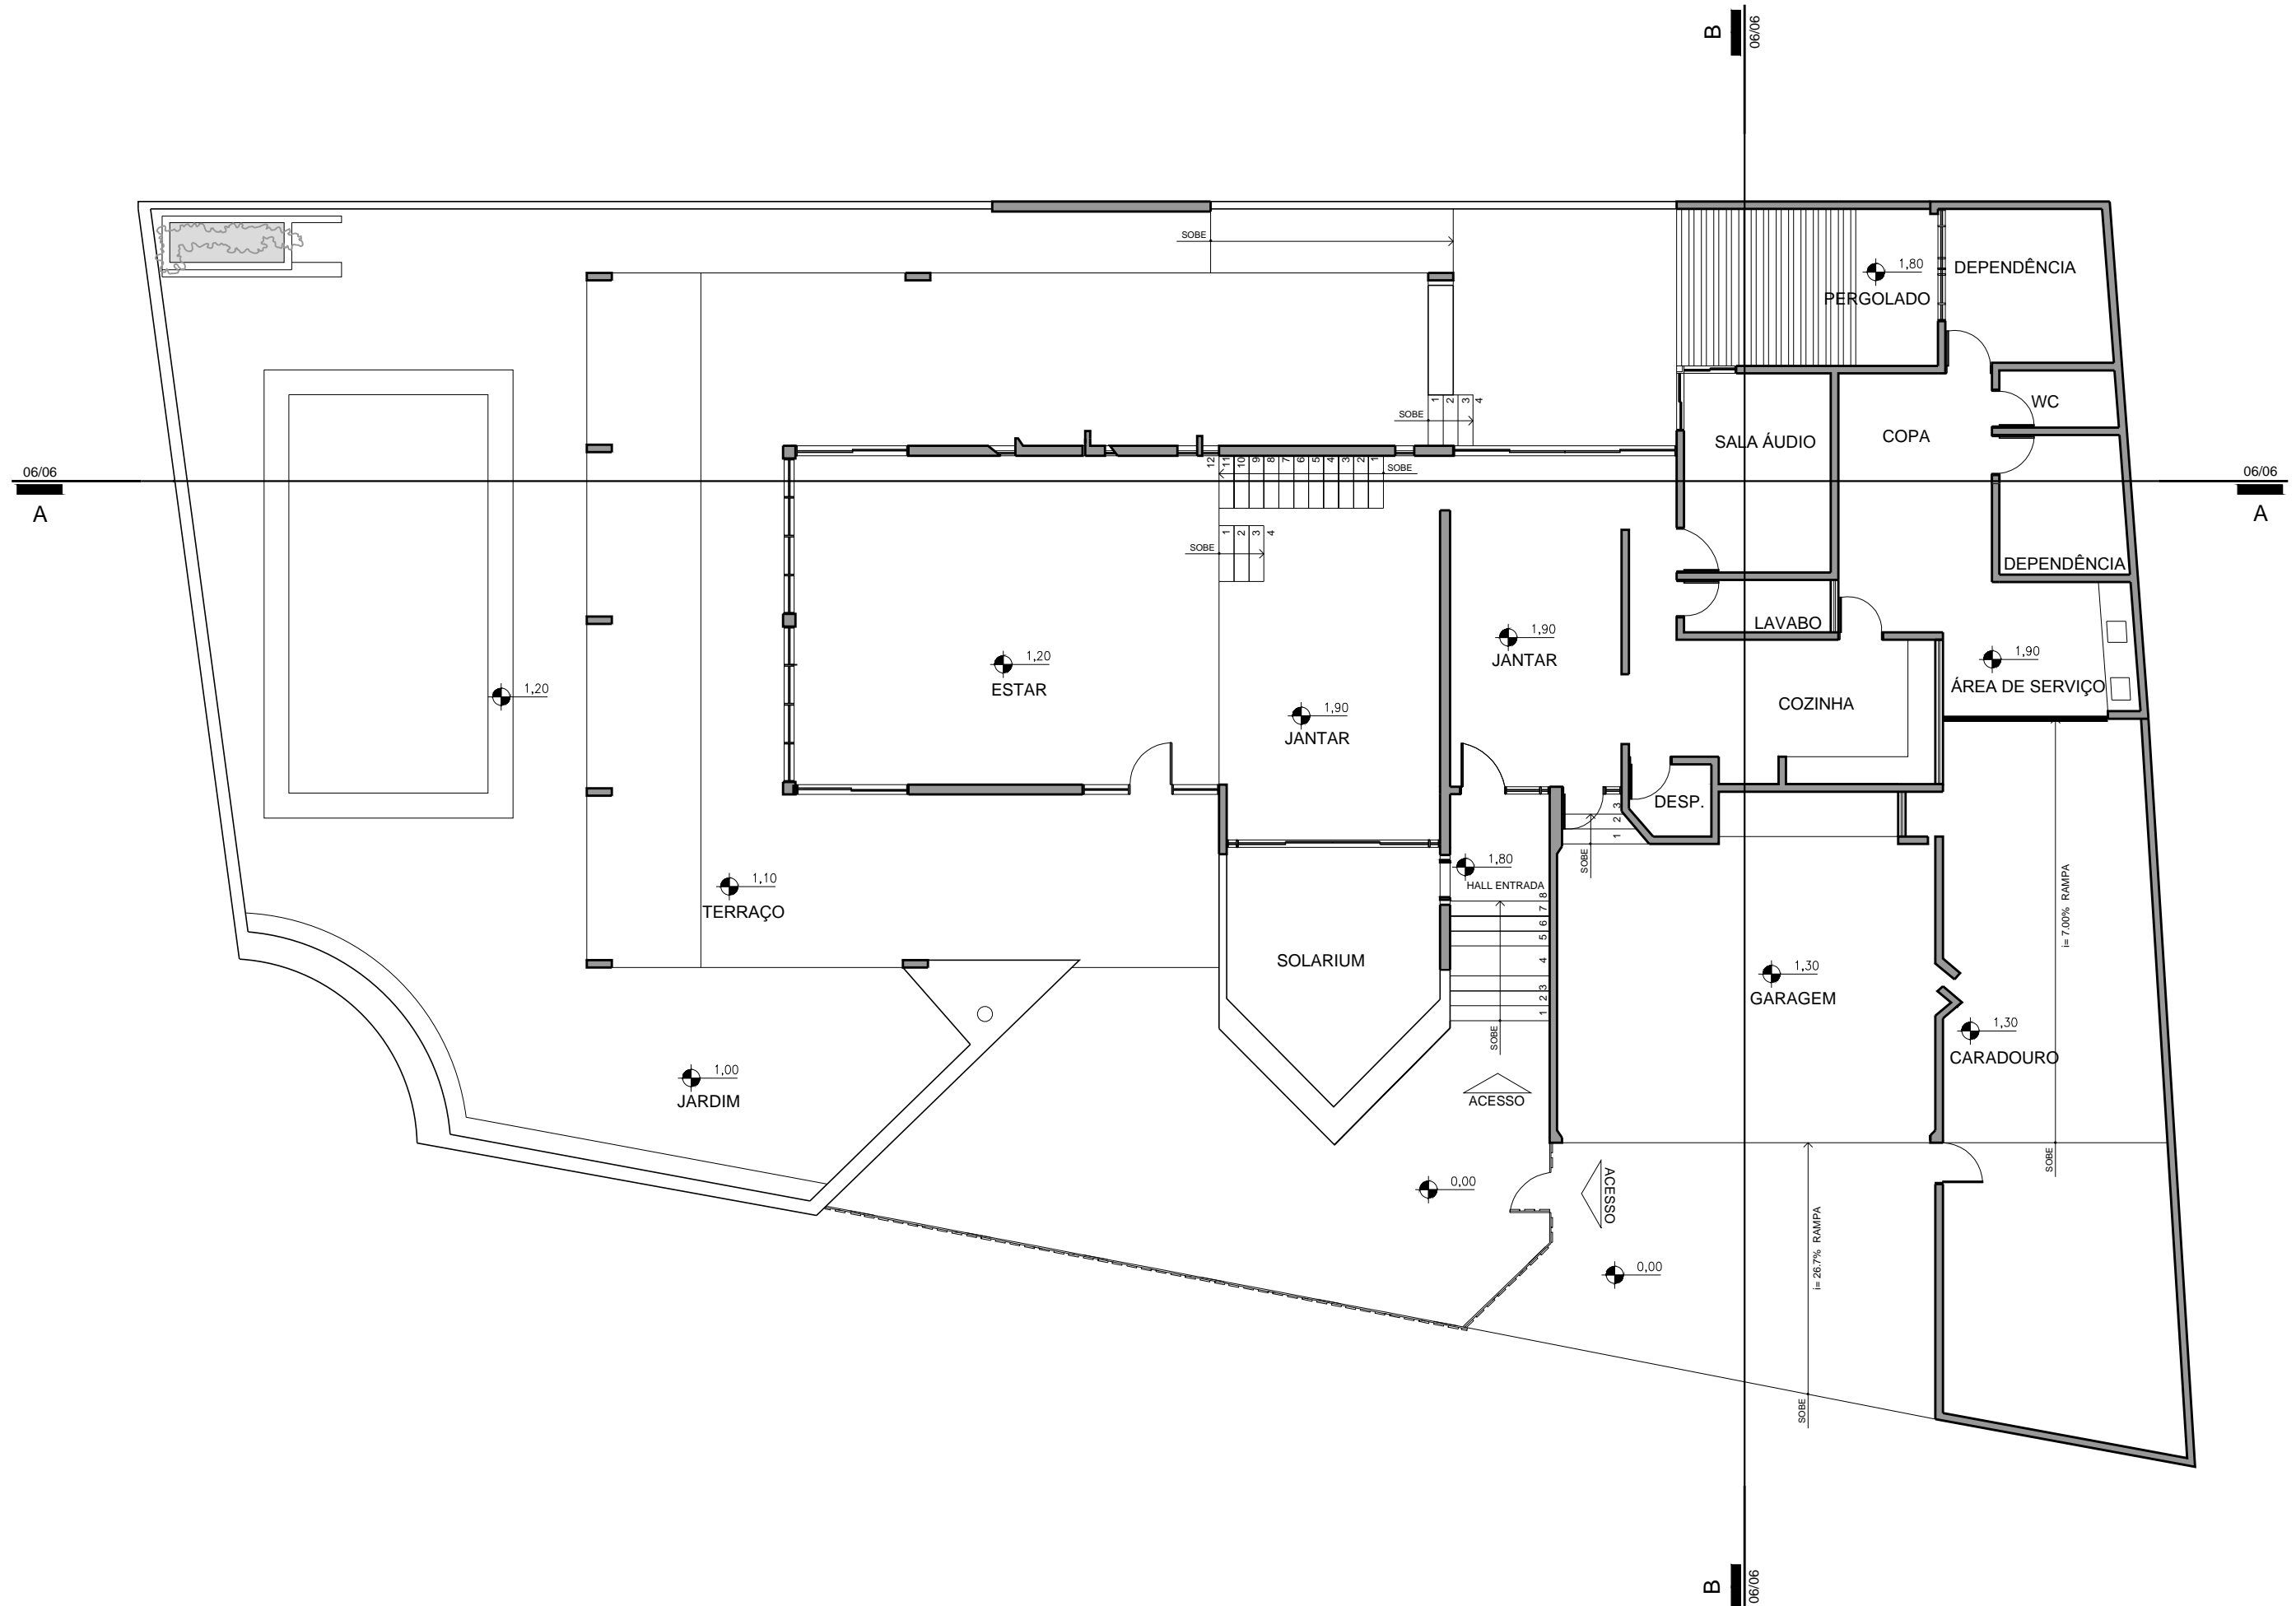 B
06/06
SOBE
1,80
DEPENDÊNCIA
PERGOLADO
1
2
3
4
SOBE
WC
SALA ÁUDIO
COPA
06/06
A
12
11
10
9
8
7
6
5
4
3
2
1
SOBE
06/06
A
1
2
3
4
SOBE
DEPENDÊNCIA
LAVABO
1,90
JANTAR
1,20
ESTAR
1,90
ÁREA DE SERVIÇO
1,20
COZINHA
1,90
JANTAR
DESP.
3
2
1
SOBE
1,80
HALL ENTRADA
1,10
TERRAÇO
8
7
6
5
4
3
2
1
SOBE
i= 7.00% RAMPA
SOLARIUM
1,30
GARAGEM
1,30
CARADOURO
1,00
JARDIM
ACESSO
SOBE
0,00
ACESSO
0,00
i= 26.7% RAMPA
SOBE
B
06/06